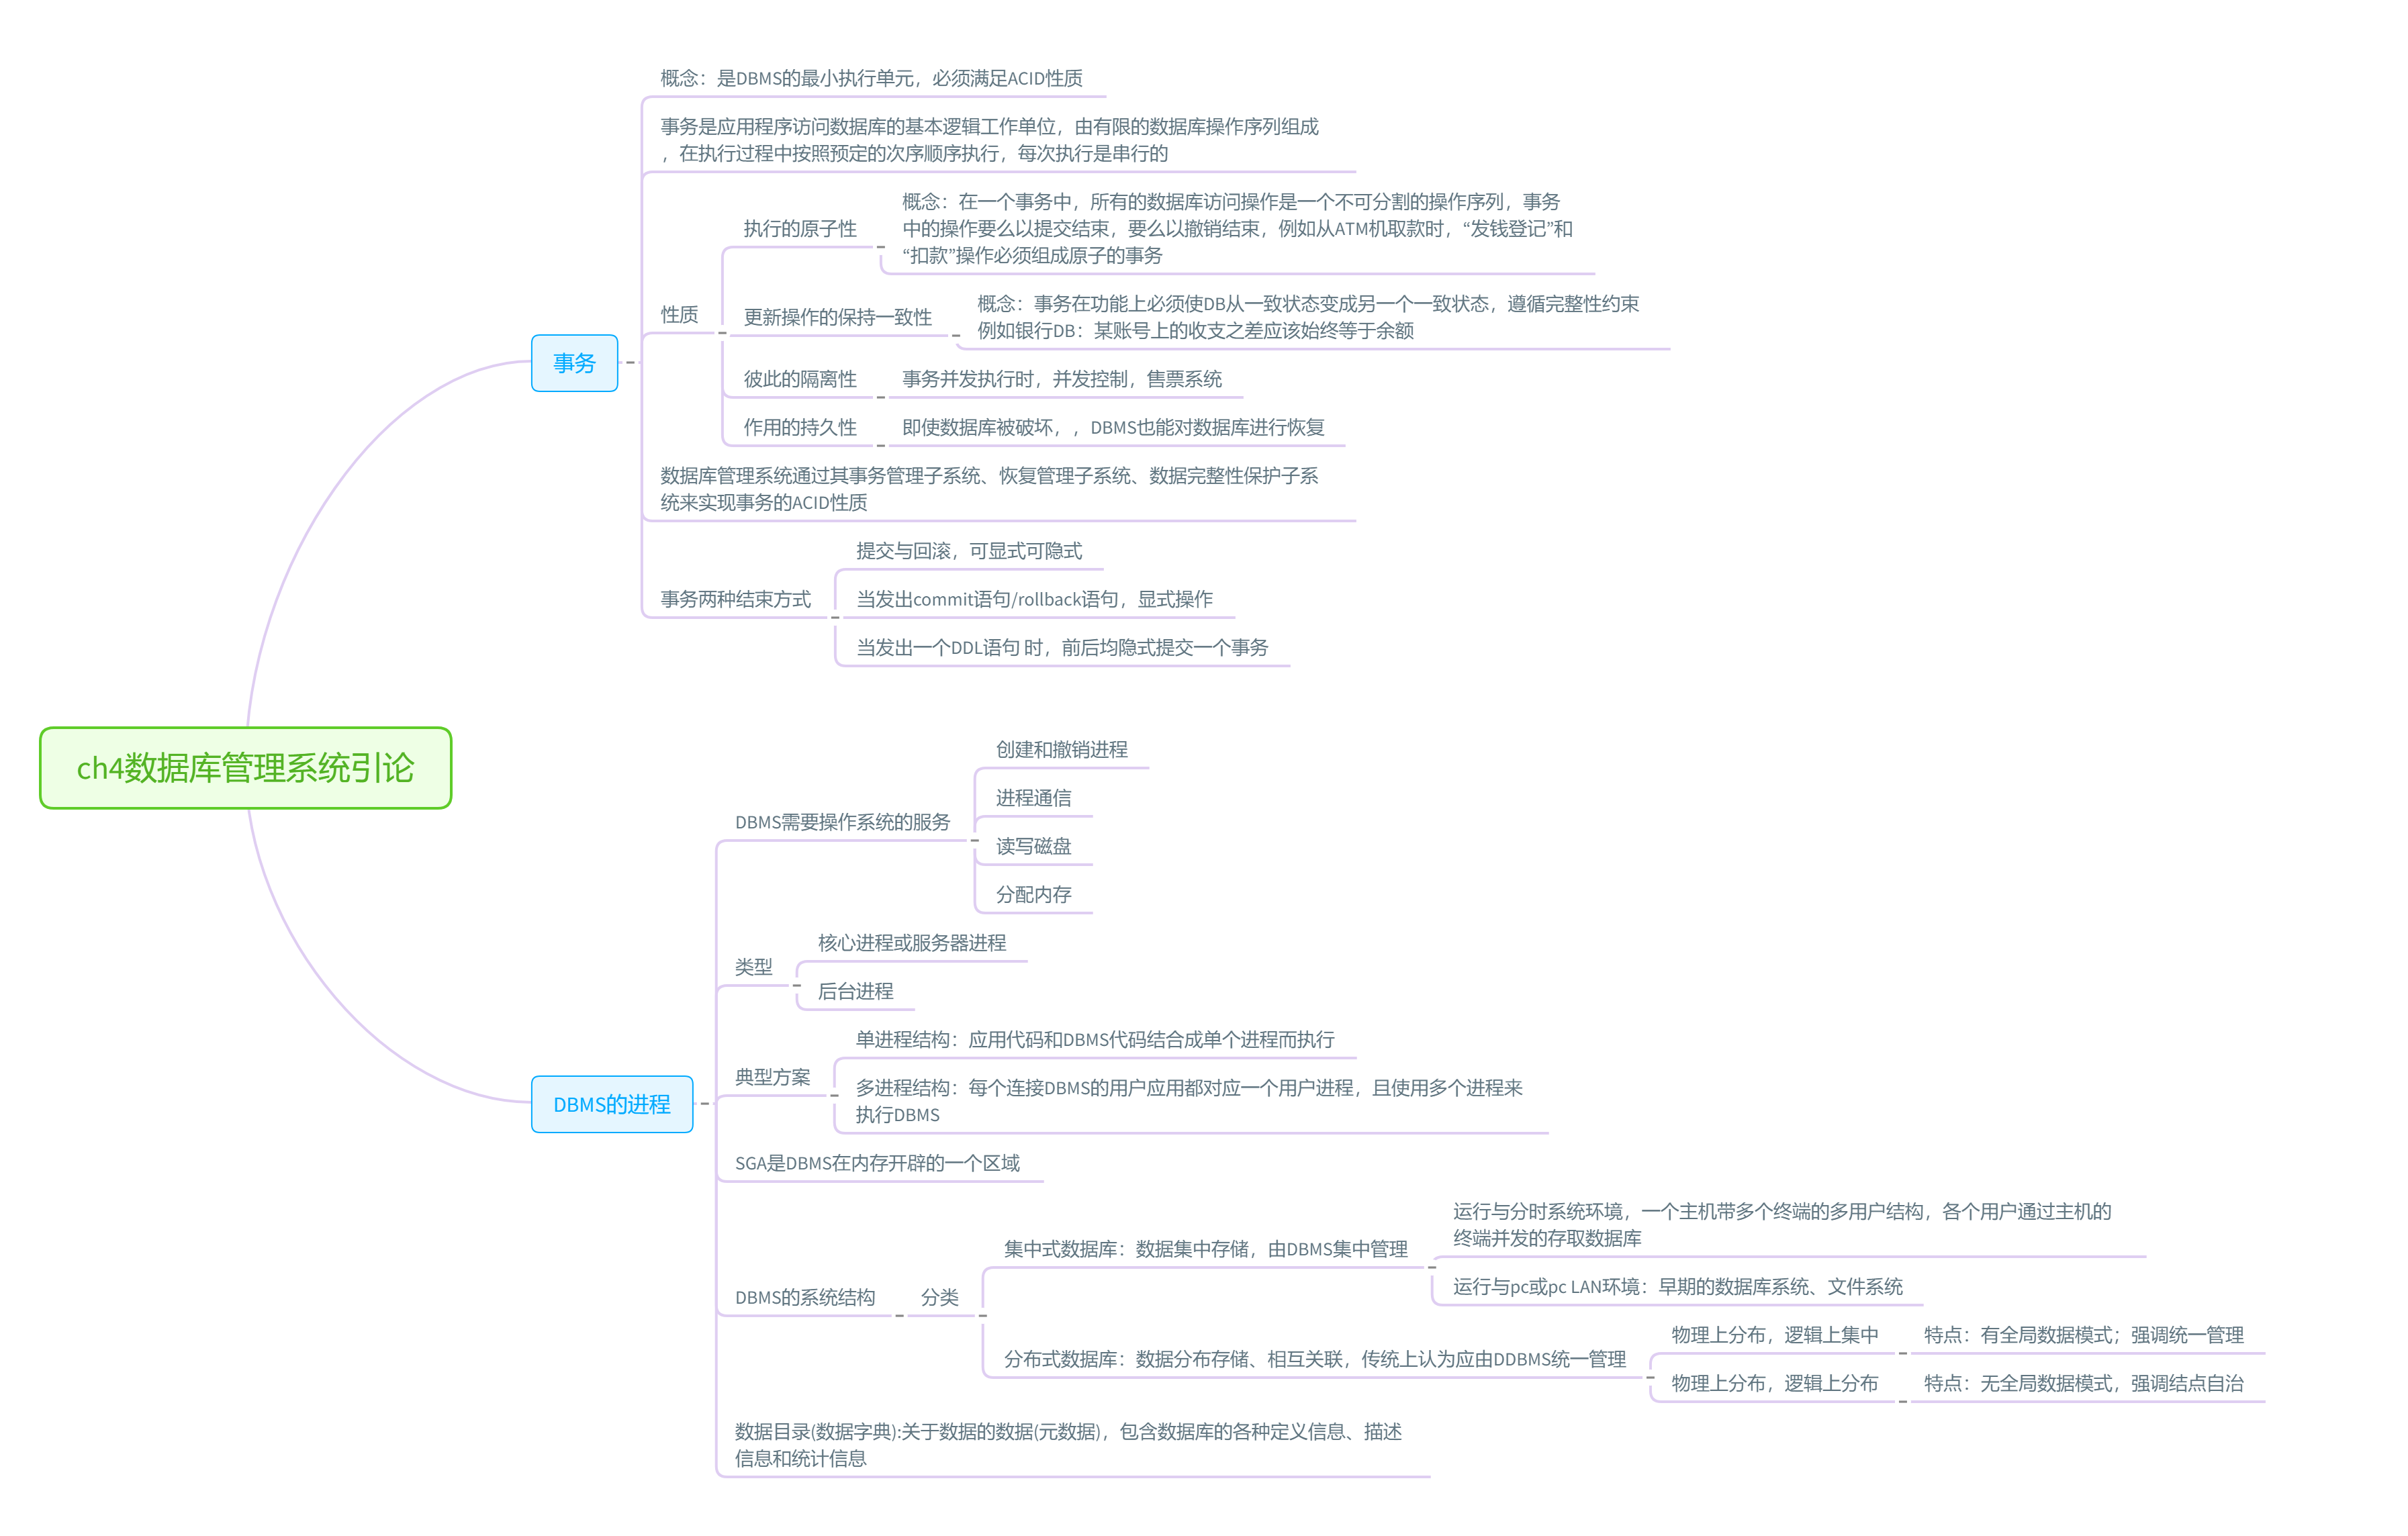 ch4数据库管理系统引论
事务
概念：是DBMS的最小执行单元，必须满足ACID性质
事务是应用程序访问数据库的基本逻辑工作单位，由有限的数据库操作序列组成
，在执行过程中按照预定的次序顺序执行，每次执行是串行的
性质
执行的原子性
概念：在一个事务中，所有的数据库访问操作是一个不可分割的操作序列，事务
中的操作要么以提交结束，要么以撤销结束，例如从ATM机取款时，“发钱登记”和
“扣款”操作必须组成原子的事务
更新操作的保持一致性
概念：事务在功能上必须使DB从一致状态变成另一个一致状态，遵循完整性约束
例如银行DB：某账号上的收支之差应该始终等于余额
彼此的隔离性
事务并发执行时，并发控制，售票系统
作用的持久性
即使数据库被破坏，，DBMS也能对数据库进行恢复
数据库管理系统通过其事务管理子系统、恢复管理子系统、数据完整性保护子系
统来实现事务的ACID性质
事务两种结束方式
提交与回滚，可显式可隐式
当发出commit语句/rollback语句，显式操作
当发出一个DDL语句 时，前后均隐式提交一个事务
DBMS的进程
DBMS需要操作系统的服务
创建和撤销进程
进程通信
读写磁盘
分配内存
类型
核心进程或服务器进程
后台进程
典型方案
单进程结构：应用代码和DBMS代码结合成单个进程而执行
多进程结构：每个连接DBMS的用户应用都对应一个用户进程，且使用多个进程来
执行DBMS
SGA是DBMS在内存开辟的一个区域
DBMS的系统结构
分类
集中式数据库：数据集中存储，由DBMS集中管理
运行与分时系统环境，一个主机带多个终端的多用户结构，各个用户通过主机的
终端并发的存取数据库
运行与pc或pc LAN环境：早期的数据库系统、文件系统
分布式数据库：数据分布存储、相互关联，传统上认为应由DDBMS统一管理
物理上分布，逻辑上集中
特点：有全局数据模式；强调统一管理
物理上分布，逻辑上分布
特点：无全局数据模式，强调结点自治
数据目录(数据字典):关于数据的数据(元数据)，包含数据库的各种定义信息、描述
信息和统计信息